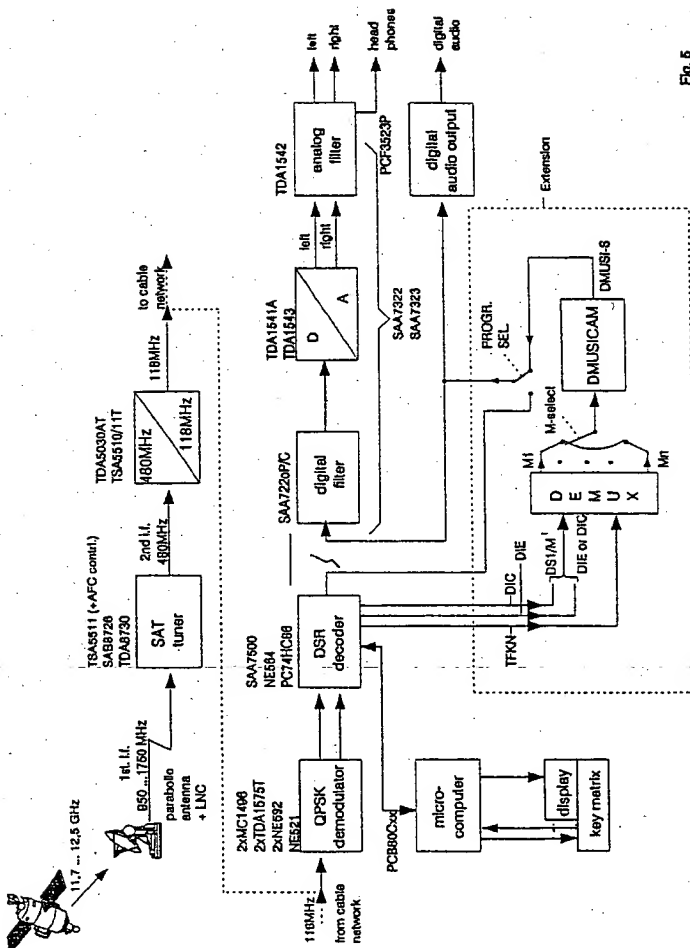 11,7 ... 12,5 GHz
1st. i.f.
950 ... 1750 MHz
parabolic
antenna
+ LNC
TSA5511 (+AFC contrl.)
SAB8726
TDA8730
SAT
tuner
2nd i.f.
480MHz
TDA5030AT
TSA5510/11T
480MHz
118MHz
118MHz
to cable
network
118MHz
from cable
network
2xMC1496
2xTDA1575T
2xNE592
NE521
QPSK
demodulator
SAA7500
NE564
PC74HC86
DSR
decoder
SAA722oP/C
digital
filter
TDA1541A
TDA1543
D
A
left
right
TDA1542
analog
filter
left
right
head
phones
SAA7322
SAA7323
PCF3523P
digital
audio output
digital
audio
PCB80Cxx
micro-
computer
display
key matrix
TFKN
DIC
DIE
DS1/M
DIE or DIC
D
E
M
U
X
M1
Mn
M-select
DMUSICAM
DMUSI-S
PROGR.
SEL
Extension
Fig. 5